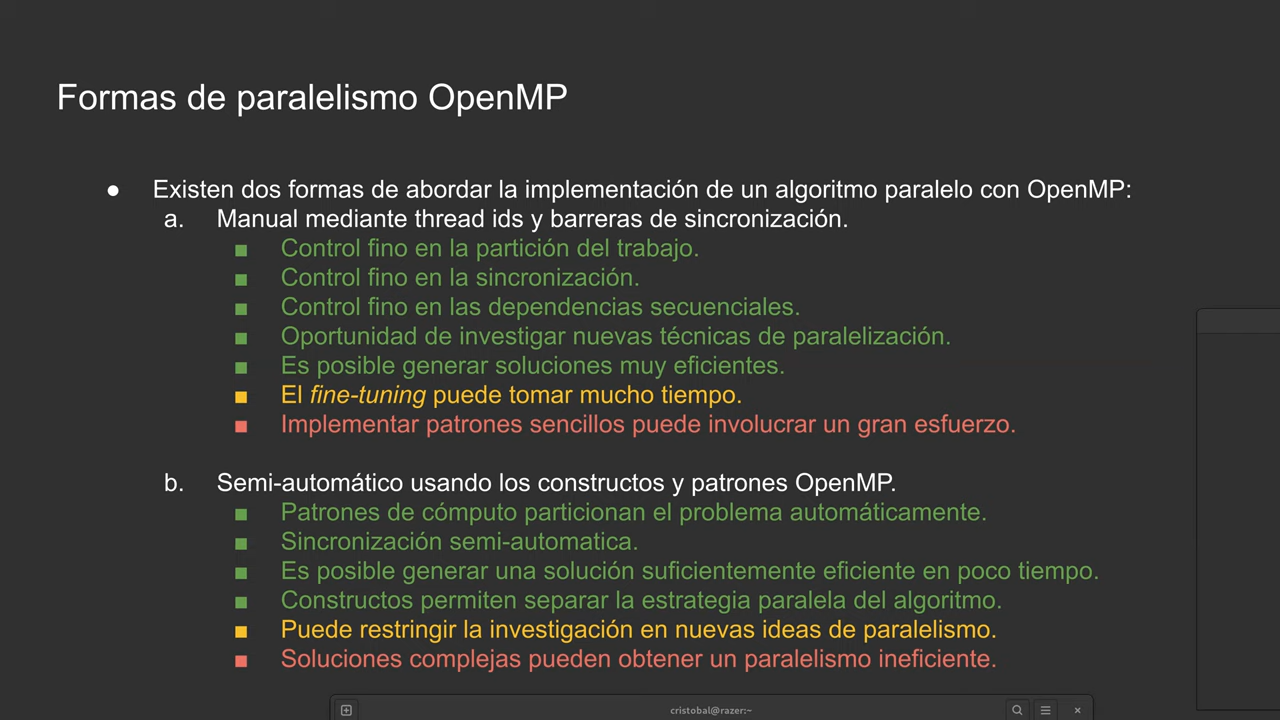 Formas de paralelismo OpenMP
● Existen dos formas de abordar la implementación de un algoritmo paralelo con OpenMP:
a. Manual mediante thread ids y barreras de sincronización.
■ Control fino en la partición del trabajo.
■ Control fino en la sincronización.
■ Control fino en las dependencias secuenciales.
■ Oportunidad de investigar nuevas técnicas de paralelización.
■ Es posible generar soluciones muy eficientes.
■ El fine-tuning puede tomar mucho tiempo.
■ Implementar patrones sencillos puede involucrar un gran esfuerzo.
b. Semi-automático usando los constructos y patrones OpenMP.
■ Patrones de cómputo particionan el problema automáticamente.
■ Sincronización semi-automatica.
■ Es posible generar una solución suficientemente eficiente en poco tiempo.
■ Constructos permiten separar la estrategia paralela del algoritmo.
■ Puede restringir la investigación en nuevas ideas de paralelismo.
■ Soluciones complejas pueden obtener un paralelismo ineficiente.
cristobal@razer:~